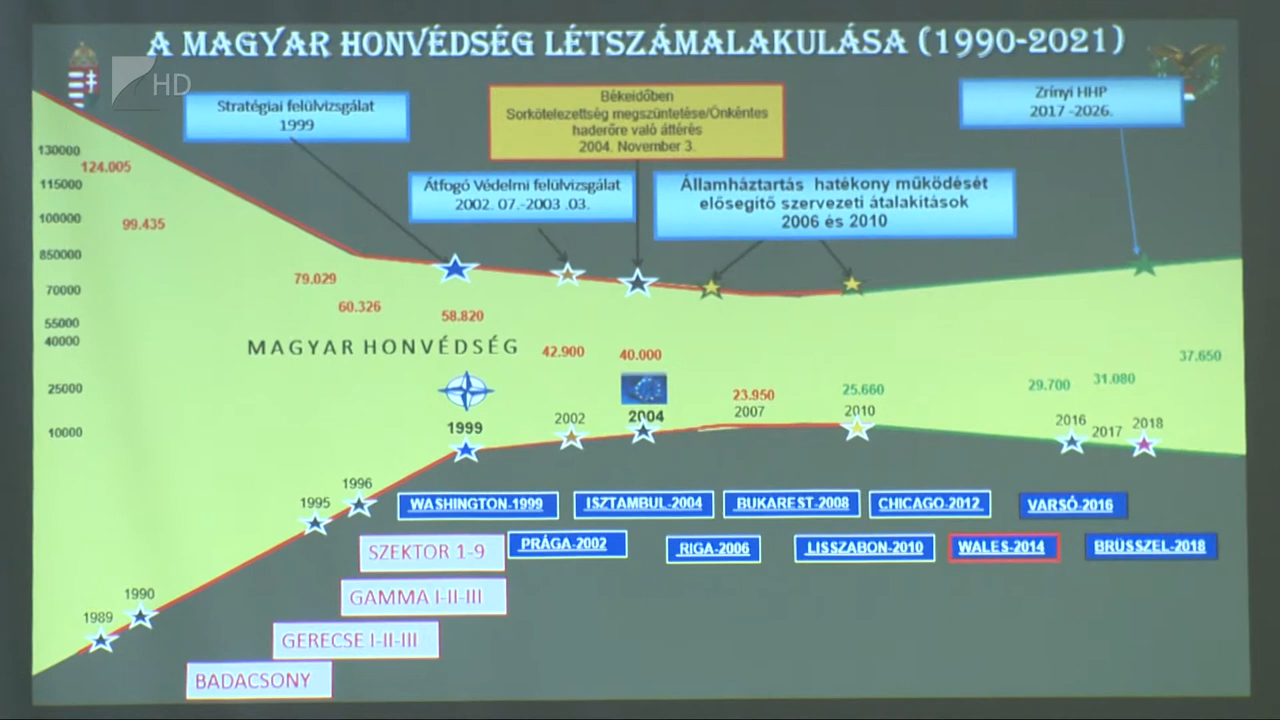 A MAGYAR HONVÉDSÉG LÉTSZÁMALAKULÁSA (1990-2021)
HD
Stratégiai felülvizsgálat
1999
Békeidőben
Sorkötelezettség megszűntetése/Önkéntes
haderőre való áttérés
2004. November 3.
Zrínyi HHP
2017 -2026.
Átfogó Védelmi felülvizsgálat
2002. 07.-2003 .03.
Államháztartás hatékony működését
elősegítő szervezeti átalakítások
2006 és 2010
130000
115000
100000
850000
70000
55000
40000
25000
10000
124.005
99.435
79.029
60.326
58.820
42.900
40.000
23.950
25.660
29.700
31.080
37.650
MAGYAR HONVÉDSÉG
1989
1990
1995
1996
1999
2002
2004
2007
2010
2016
2017
2018
WASHINGTON-1999
ISZTAMBUL-2004
BUKAREST-2008
CHICAGO-2012
VARSÓ-2016
PRÁGA-2002
RIGA-2006
LISSZABON-2010
WALES-2014
BRÜSSZEL-2018
SZEKTOR 1-9
GAMMA I-II-III
GERECSE I-II-III
BADACSONY